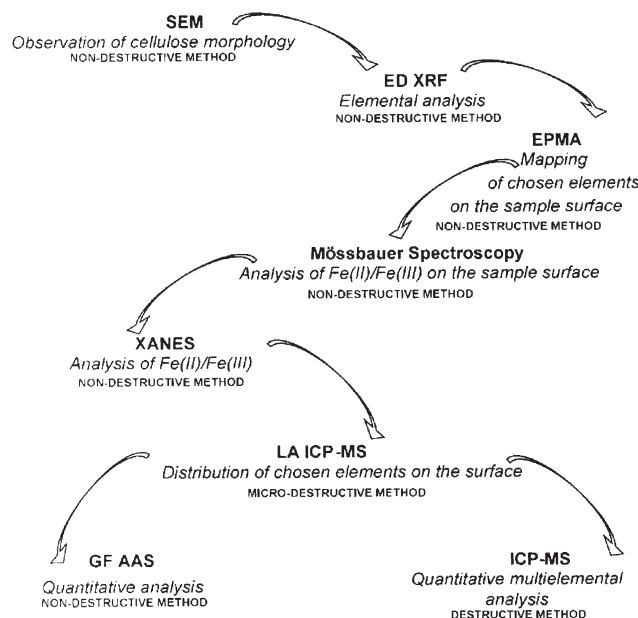 SEM
Observation of cellulose morphology
NON-DESTRUCTIVE METHOD
ED XRF
Elemental analysis
NON-DESTRUCTIVE METHOD
EPMA
Mapping
of chosen elements
on the sample surface
NON-DESTRUCTIVE METHOD
Mössbauer Spectroscopy
Analysis of Fe(II)/Fe(III) on the sample surface
NON-DESTRUCTIVE METHOD
XANES
Analysis of Fe(II)/Fe(III)
NON-DESTRUCTIVE METHOD
LA ICP-MS
Distribution of chosen elements on the surface
MICRO-DESTRUCTIVE METHOD
GF AAS
Quantitative analysis
NON-DESTRUCTIVE METHOD
ICP-MS
Quantitative multielemental
analysis
DESTRUCTIVE METHOD